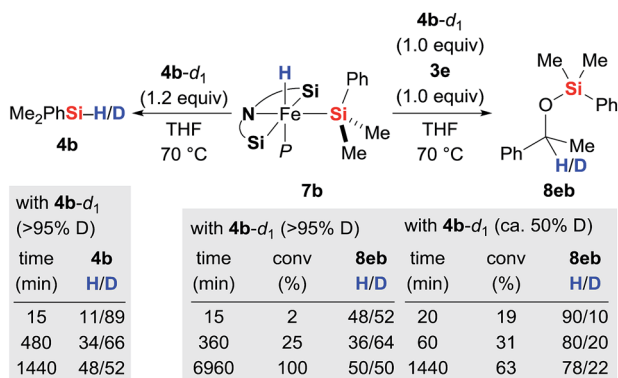 4b-d₁
(1.0 equiv)
3e
(1.0 equiv)
THF
70 °C
4b-d₁
(1.2 equiv)
THF
70 °C
Me₂PhSi–H/D
4b
H
Si
N
Fe
Si
P
Si
Ph
Me
Me
7b
Me Me
Si
O
Ph
Ph
Me
H/D
8eb
with 4b-d₁
(>95% D)
time 4b
(min) H/D
15 11/89
480 34/66
1440 48/52
with 4b-d₁ (>95% D)
time conv 8eb
(min) (%) H/D
15 2 48/52
360 25 36/64
6960 100 50/50
with 4b-d₁ (ca. 50% D)
time conv 8eb
(min) (%) H/D
20 19 90/10
60 31 80/20
1440 63 78/22